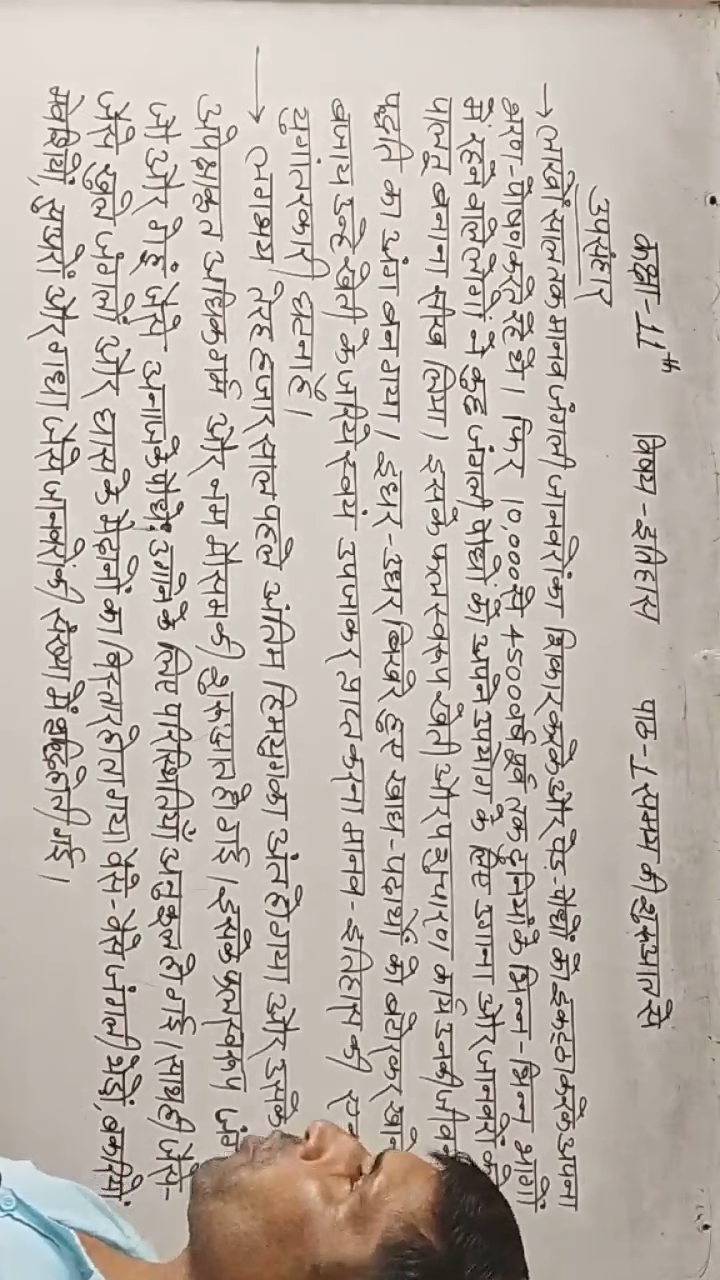 कक्षा-11th विषय-इतिहास पाठ-1 समय की शुरूआत से
उपसंहार
→ लाखों साल तक मानव जंगली जानवरों का शिकार करके और पेड़-पौधों को इकट्ठा करके अपना
भरण-पोषण करते रहे थे। फिर 10,000 से 4500 वर्ष पूर्व तक दुनियाँ के भिन्न-भिन्न भागों
में रहने वाले लोगों ने कुछ जंगली पौधों को अपने उपयोग के लिए उगाना और जानवरों को
पालतू बनाना सीख लिया। इसके फलस्वरूप खेती और पशुचारण कार्य उनकी जीवन
पद्धति का अंग बन गया। इधर-उधर बिखरे हुए खाद्य-पदार्थों को बटोकर खाने
बजाय उन्हे खेती के जरिये स्वयं उपजाकर प्राप्त करना मानव-इतिहास की एक
युगांतरकारी घटना है।
→ लगभग तेरह हजार साल पहले अंतिम हिमयुग का अंत हो गया और उसके
अपेक्षाकृत अधिक गर्म और नम मौसम की शुरूआत हो गई। इसके फलस्वरूप
जौ और गेहूं जैसे अनाज के पौधे उगने के लिए परिस्थितियाँ अनुकूल हो गई। साथ ही जैसे-
जैसे खुले जंगलों और घास के मैदानों का विस्तार होता गया वैसे-वैसे जंगली भेड़ों, बकरियां
मवेशियों, सुअरों और गधा जैसे जानवरों की संख्या में वृद्धि होती गई।